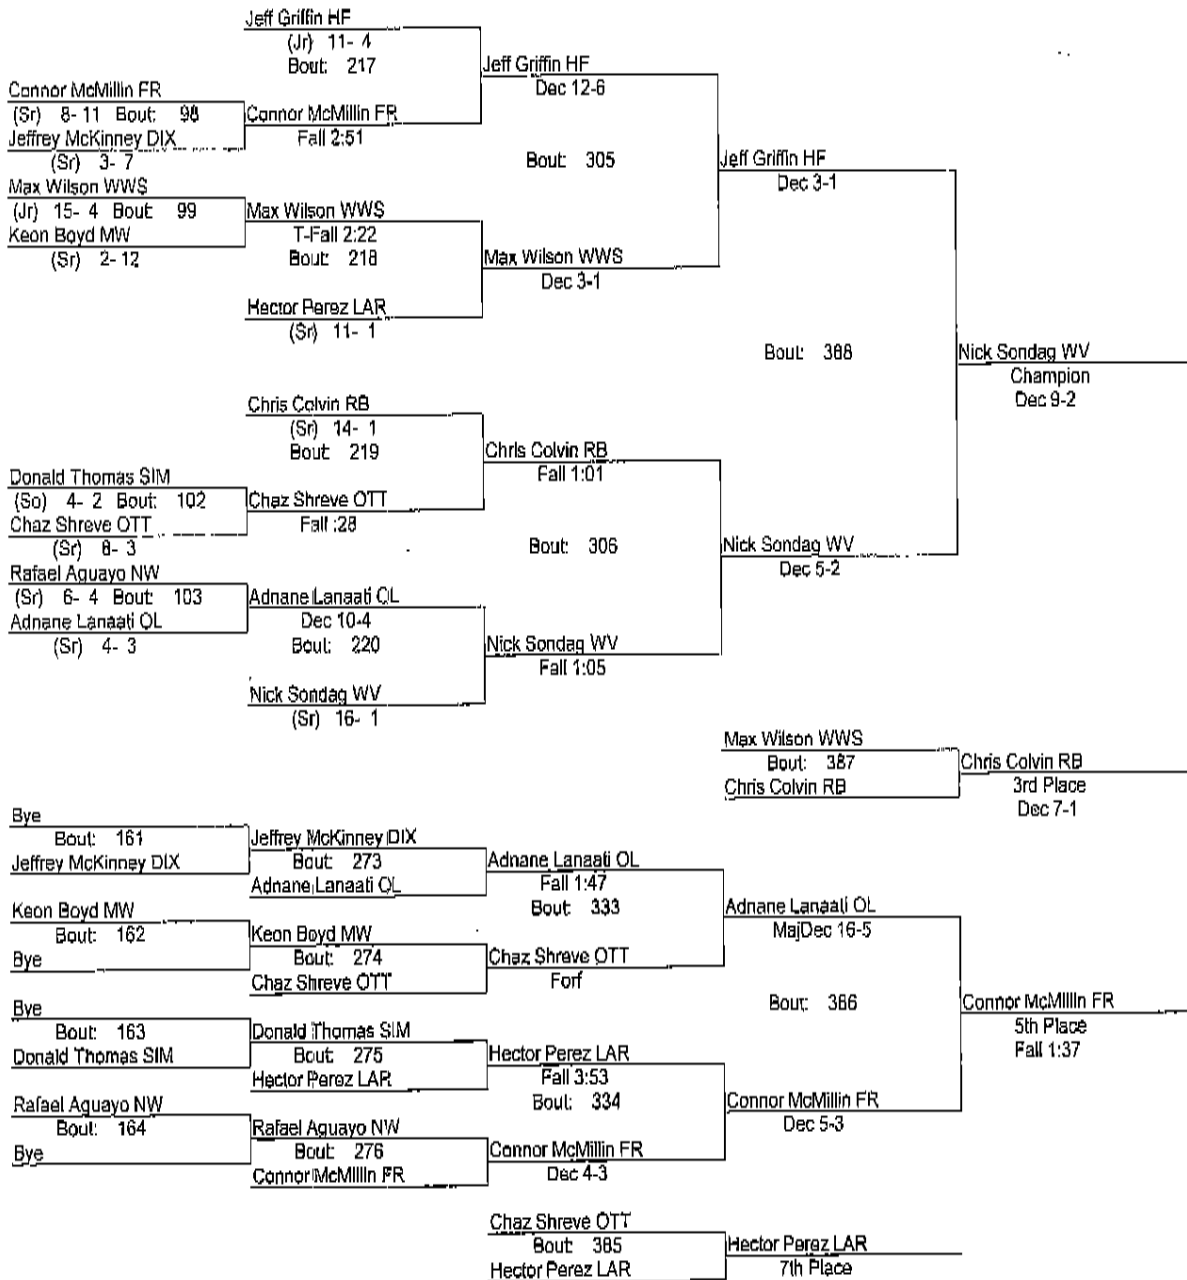 Jeff Griffin HF
(Jr) 11- 4
Bout: 217
Jeff Griffin HF
Dec 12-6
Connor McMillin FR
(Sr) 8- 11 Bout: 98
Connor McMillin FR
Fall 2:51
Jeffrey McKinney DIX
(Sr) 3- 7
Bout: 305
Jeff Griffin HF
Dec 3-1
Max Wilson WWS
(Jr) 15- 4 Bout: 99
Max Wilson WWS
T-Fall 2:22
Bout: 218
Keon Boyd MW
(Sr) 2- 12
Max Wilson WWS
Dec 3-1
Hector Perez LAR
(Sr) 11- 1
Bout: 388
Nick Sondag WV
Champion
Dec 9-2
Chris Colvin RB
(Sr) 14- 1
Bout: 219
Chris Colvin RB
Fall 1:01
Donald Thomas SIM
(So) 4- 2 Bout: 102
Chaz Shreve OTT
Fall :28
Chaz Shreve OTT
(Sr) 8- 3
Bout: 306
Nick Sondag WV
Dec 5-2
Rafael Aguayo NW
(Sr) 6- 4 Bout: 103
Adnane Lanaati OL
Dec 10-4
Bout: 220
Adnane Lanaati OL
(Sr) 4- 3
Nick Sondag WV
Fall 1:05
Nick Sondag WV
(Sr) 16- 1
Max Wilson WWS
Bout: 387
Chris Colvin RB
Chris Colvin RB
3rd Place
Dec 7-1
Bye
Bout: 161
Jeffrey McKinney DIX
Jeffrey McKinney DIX
Bout: 273
Adnane Lanaati OL
Adnane Lanaati OL
Fall 1:47
Bout: 333
Keon Boyd MW
Bout: 162
Bye
Keon Boyd MW
Bout: 274
Chaz Shreve OTT
Chaz Shreve OTT
Forf
Adnane Lanaati OL
MajDec 16-5
Bout: 386
Connor McMillin FR
5th Place
Fall 1:37
Bye
Bout: 163
Donald Thomas SIM
Donald Thomas SIM
Bout: 275
Hector Perez LAR
Hector Perez LAR
Fall 3:53
Bout: 334
Connor McMillin FR
Dec 5-3
Rafael Aguayo NW
Bout: 164
Bye
Rafael Aguayo NW
Bout: 276
Connor McMillin FR
Connor McMillin FR
Dec 4-3
Chaz Shreve OTT
Bout: 385
Hector Perez LAR
Hector Perez LAR
7th Place